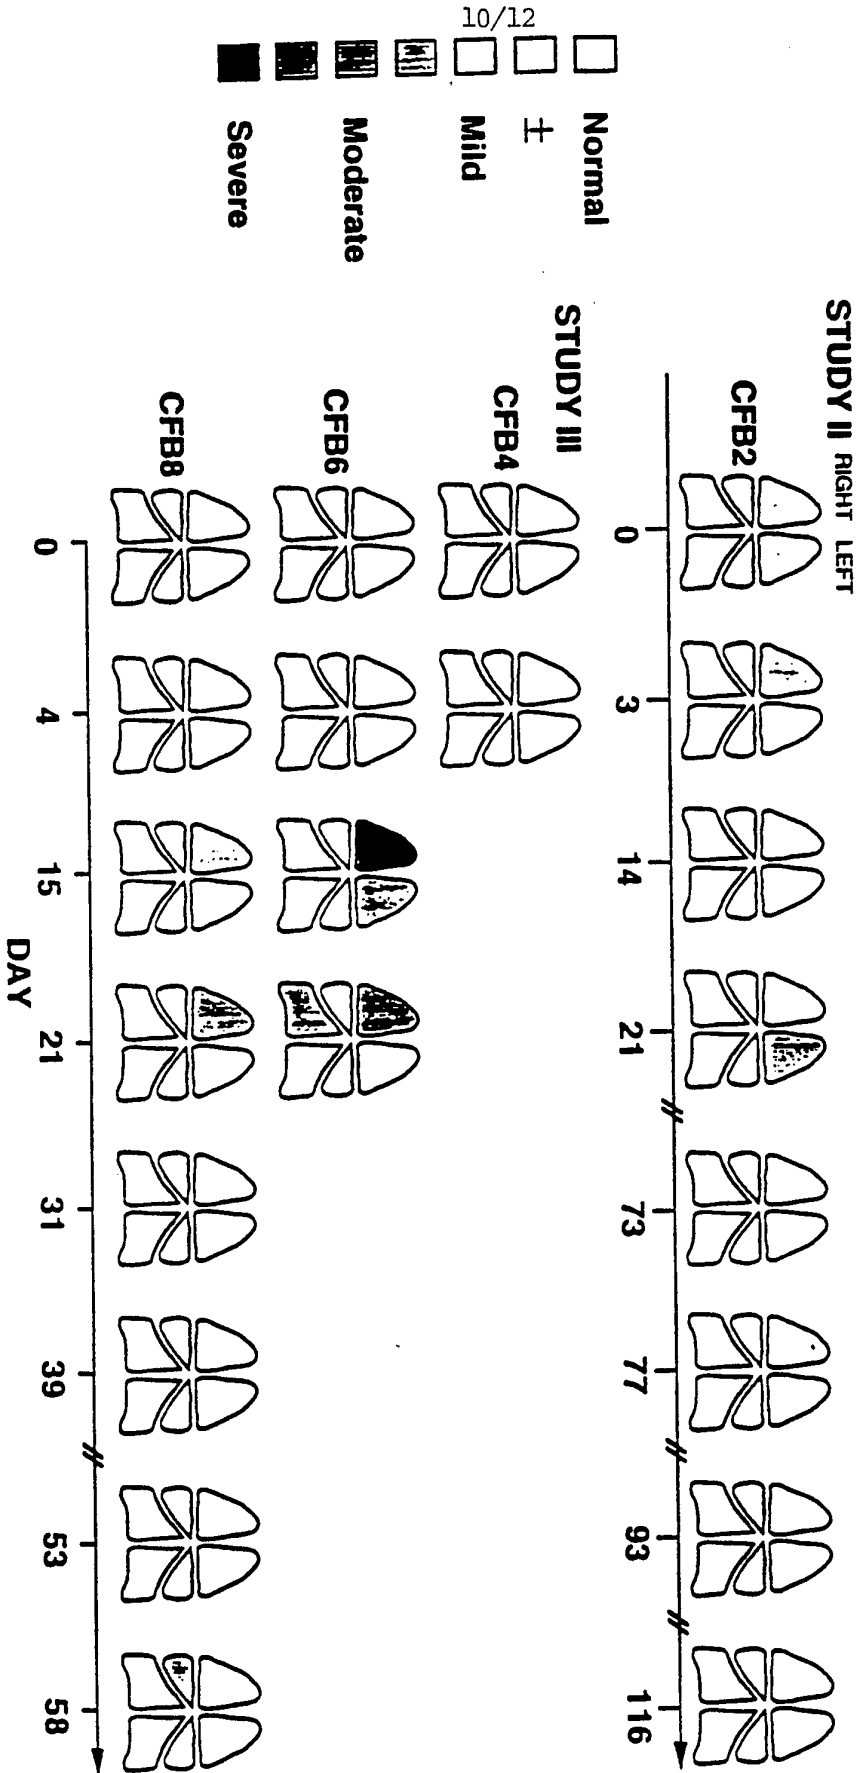 10/12
Normal
±
Mild
Moderate
Severe
STUDY II RIGHT LEFT
CFB2
0 3 14 21 73 77 93 116
STUDY III
CFB4
CFB6
CFB8
0 4 15 21 31 39 53 58
DAY